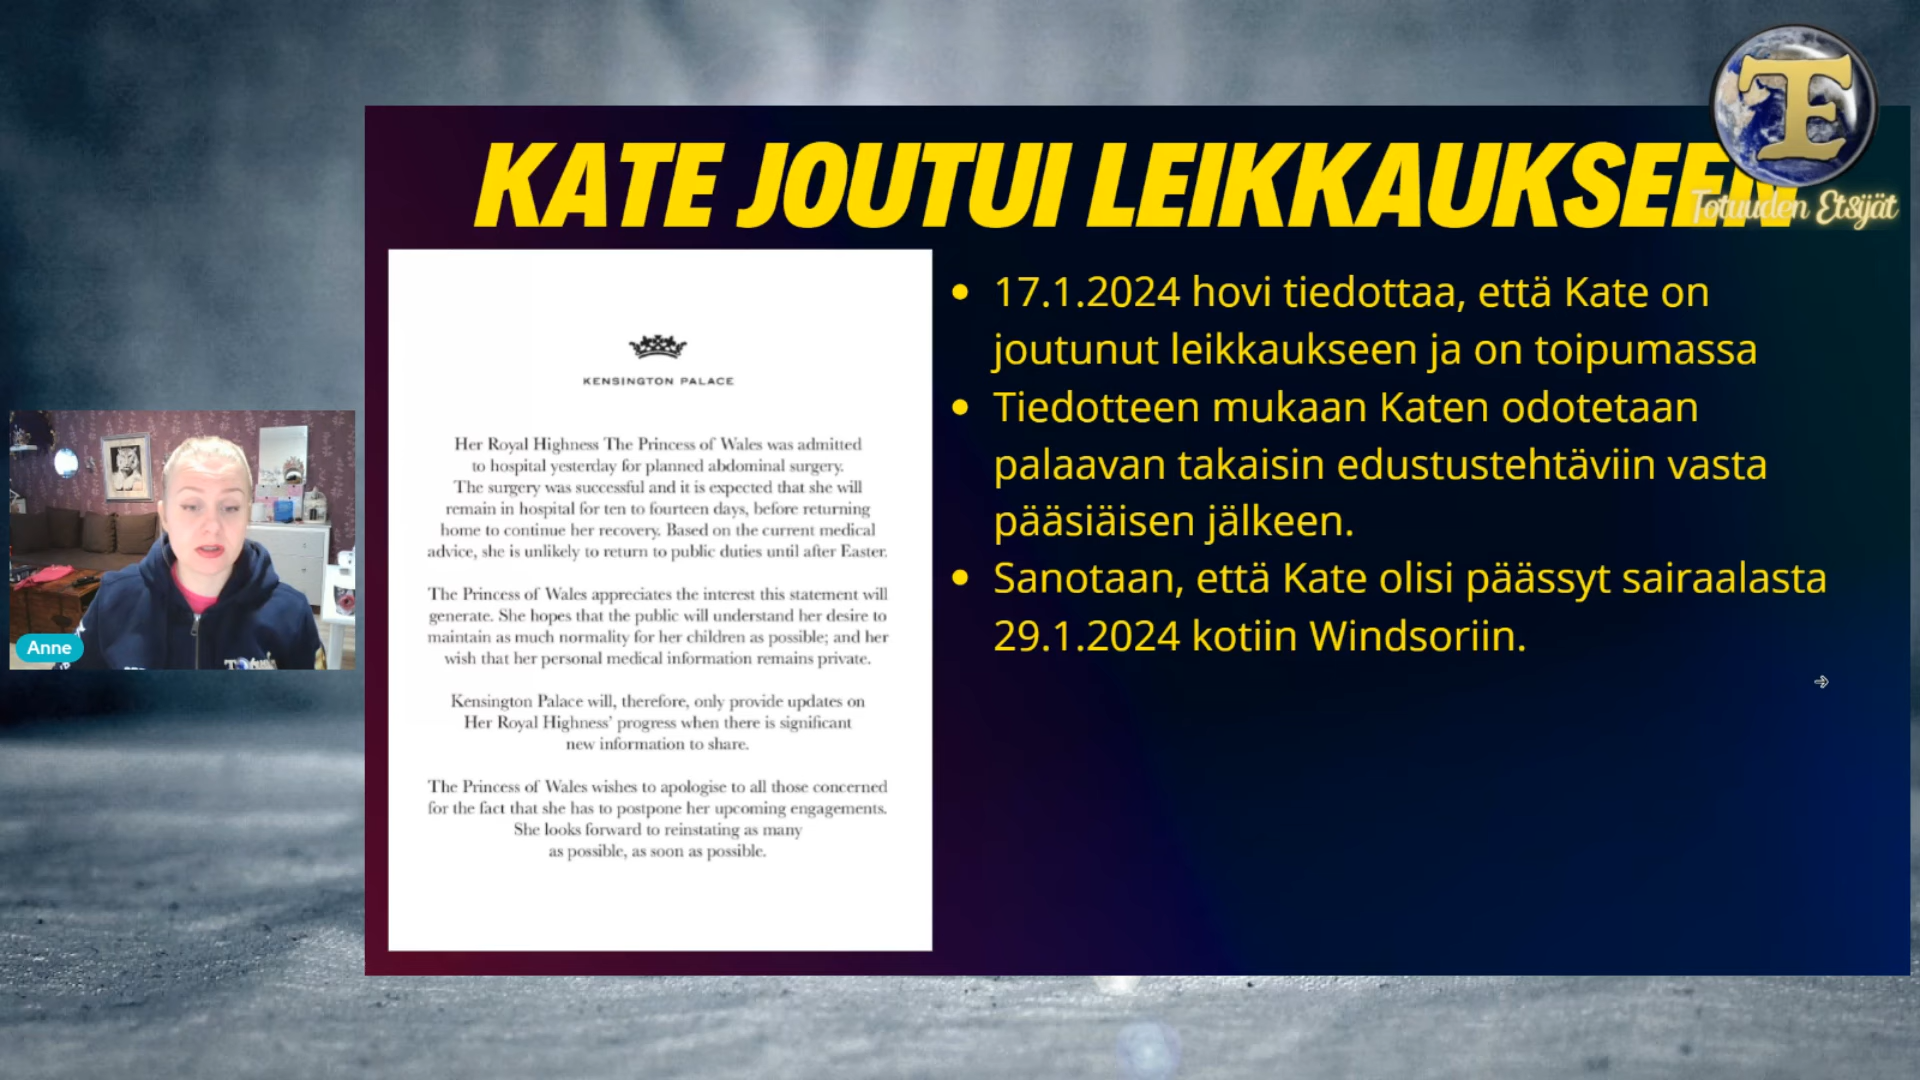 KATE JOUTUI LEIKKAUKSEEN
Totuuden Etsijät
TE
KENSINGTON PALACE
Her Royal Highness The Princess of Wales was admitted
to hospital yesterday for planned abdominal surgery.
The surgery was successful and it is expected that she will
remain in hospital for ten to fourteen days, before returning
home to continue her recovery. Based on the current medical
advice, she is unlikely to return to public duties until after Easter.
The Princess of Wales appreciates the interest this statement will
generate. She hopes that the public will understand her desire to
maintain as much normality for her children as possible; and her
wish that her personal medical information remains private.
Kensington Palace will, therefore, only provide updates on
Her Royal Highness’ progress when there is significant
new information to share.
The Princess of Wales wishes to apologise to all those concerned
for the fact that she has to postpone her upcoming engagements.
She looks forward to reinstating as many
as possible, as soon as possible.
• 17.1.2024 hovi tiedottaa, että Kate on
joutunut leikkaukseen ja on toipumassa
• Tiedotteen mukaan Katen odotetaan
palaavan takaisin edustustehtäviin vasta
pääsiäisen jälkeen.
• Sanotaan, että Kate olisi päässyt sairaalasta
29.1.2024 kotiin Windsoriin.
Anne